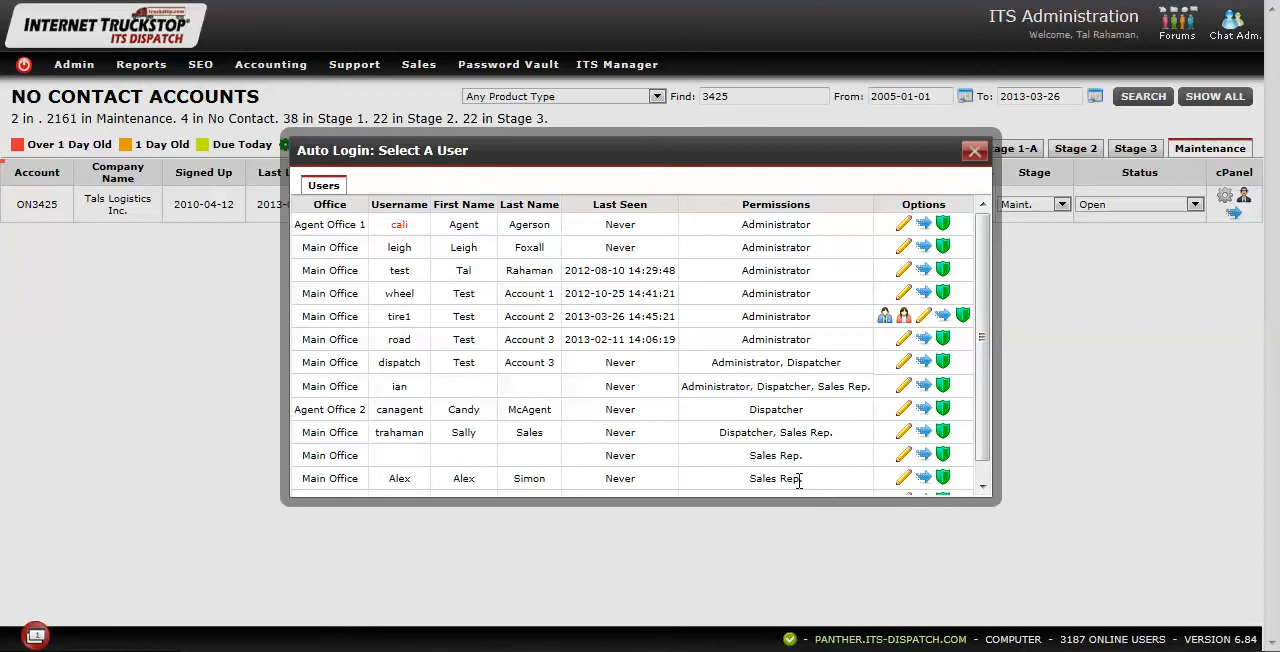 INTERNET TRUCKSTOP
truckstop.com
ITS DISPATCH
ITS Administration
Welcome, Tal Rahaman.
Forums
Chat Adm.
Admin Reports SEO Accounting Support Sales Password Vault ITS Manager
NO CONTACT ACCOUNTS
Any Product Type Find: 3425 From: 2005-01-01 To: 2013-03-26 SEARCH SHOW ALL
2 in . 2161 in Maintenance. 4 in No Contact. 38 in Stage 1. 22 in Stage 2. 22 in Stage 3.
Over 1 Day Old 1 Day Old Due Today
age 1-A Stage 2 Stage 3 Maintenance
Account Company Name Signed Up Last L Stage Status cPanel
ON3425 Tals Logistics Inc. 2010-04-12 2013- Maint. Open
Auto Login: Select A User
Users
Office Username First Name Last Name Last Seen Permissions Options
Agent Office 1 cali Agent Agerson Never Administrator
Main Office leigh Leigh Foxall Never Administrator
Main Office test Tal Rahaman 2012-08-10 14:29:48 Administrator
Main Office wheel Test Account 1 2012-10-25 14:41:21 Administrator
Main Office tire1 Test Account 2 2013-03-26 14:45:21 Administrator
Main Office road Test Account 3 2013-02-11 14:06:19 Administrator
Main Office dispatch Test Account 3 Never Administrator, Dispatcher
Main Office ian Never Administrator, Dispatcher, Sales Rep.
Agent Office 2 canagent Candy McAgent Never Dispatcher
Main Office trahaman Sally Sales Never Dispatcher, Sales Rep.
Main Office Never Sales Rep.
Main Office Alex Alex Simon Never Sales Rep.
1
- PANTHER.ITS-DISPATCH.COM - COMPUTER - 3187 ONLINE USERS - VERSION 6.84